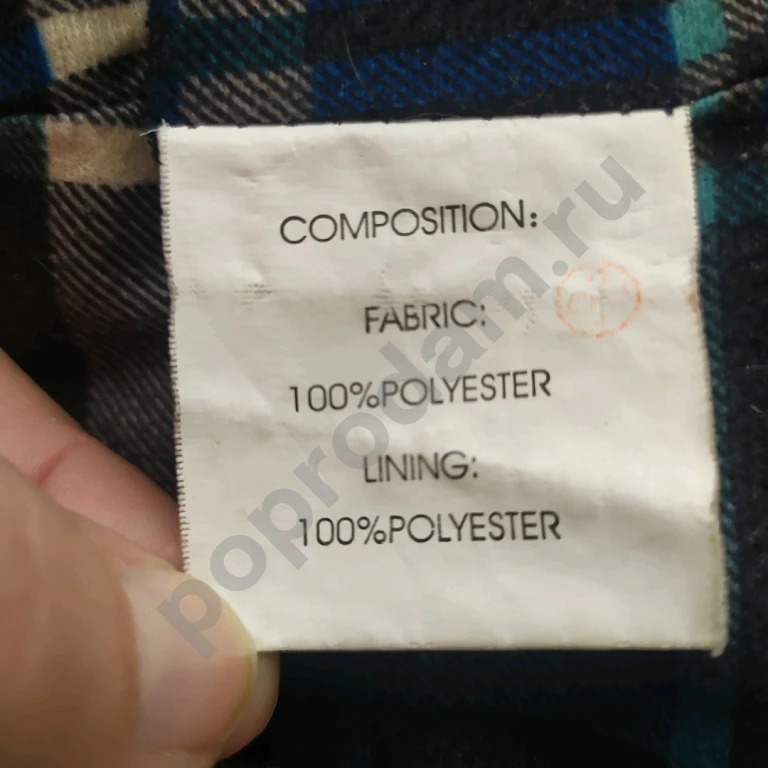 COMPOSITION:
FABRIC:
100%POLYESTER
LINING:
100%POLYESTER
poprodam.ru